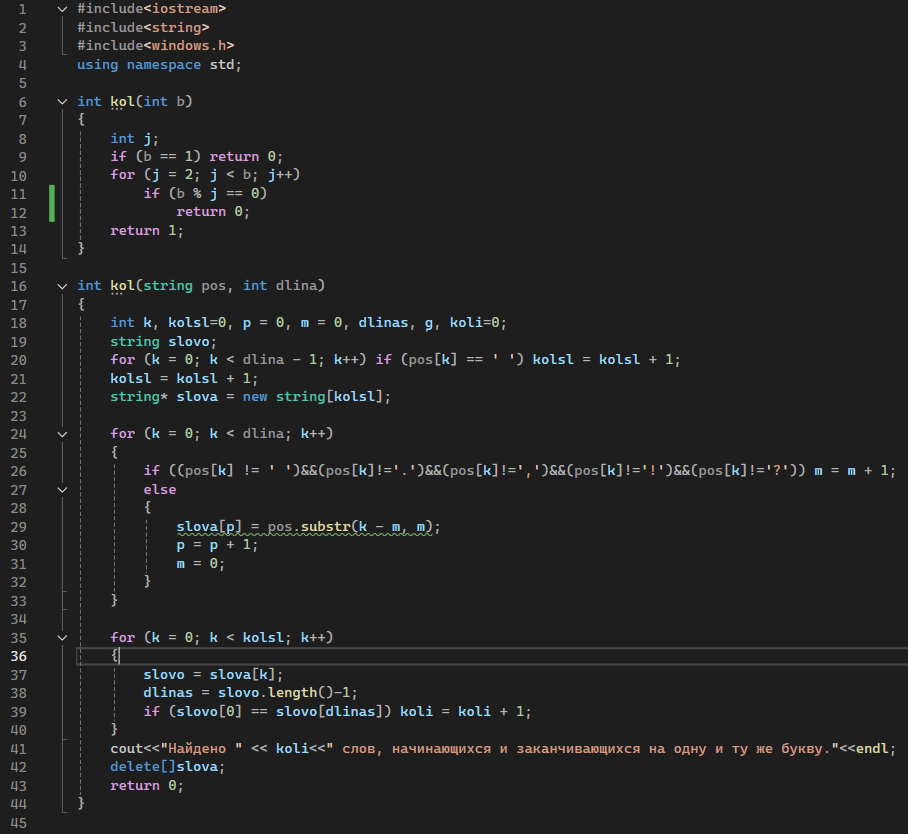 1 #include<iostream>
2 #include<string>
3 #include<windows.h>
4 using namespace std;
5
6 int kol(int b)
7 {
8 int j;
9 if (b == 1) return 0;
10 for (j = 2; j < b; j++)
11 if (b % j == 0)
12 return 0;
13 return 1;
14 }
15
16 int kol(string pos, int dlina)
17 {
18 int k, kolsl=0, p = 0, m = 0, dlinas, g, koli=0;
19 string slovo;
20 for (k = 0; k < dlina - 1; k++) if (pos[k] == ' ') kolsl = kolsl + 1;
21 kolsl = kolsl + 1;
22 string* slova = new string[kolsl];
23
24 for (k = 0; k < dlina; k++)
25 {
26 if ((pos[k] != ' ')&&(pos[k]!='.')&&(pos[k]!=',')&&(pos[k]!='!')&&(pos[k]!='?')) m = m + 1;
27 else
28 {
29 slova[p] = pos.substr(k - m, m);
30 p = p + 1;
31 m = 0;
32 }
33 }
34
35 for (k = 0; k < kolsl; k++)
36 {
37 slovo = slova[k];
38 dlinas = slovo.length()-1;
39 if (slovo[0] == slovo[dlinas]) koli = koli + 1;
40 }
41 cout<<"Найдено " << koli<<" слов, начинающихся и заканчивающихся на одну и ту же букву."<<endl;
42 delete[]slova;
43 return 0;
44 }
45